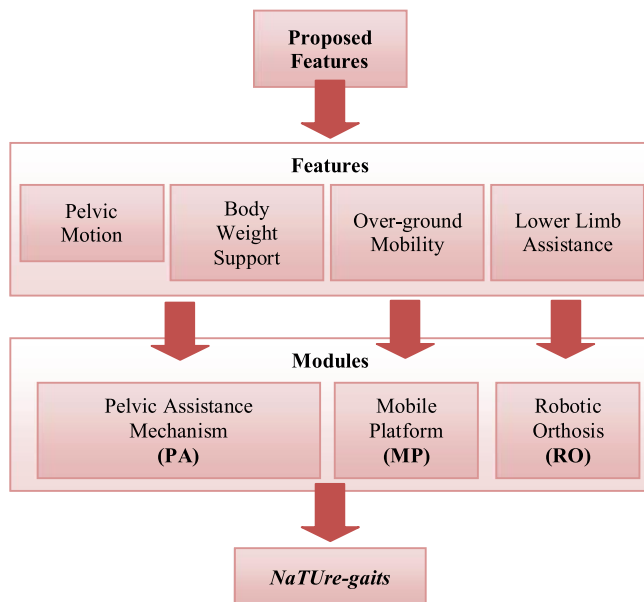 Proposed
Features
Features
Pelvic
Motion
Body
Weight
Support
Over-ground
Mobility
Lower Limb
Assistance
Modules
Pelvic Assistance
Mechanism
(PA)
Mobile
Platform
(MP)
Robotic
Orthosis
(RO)
NaTUre-gaits